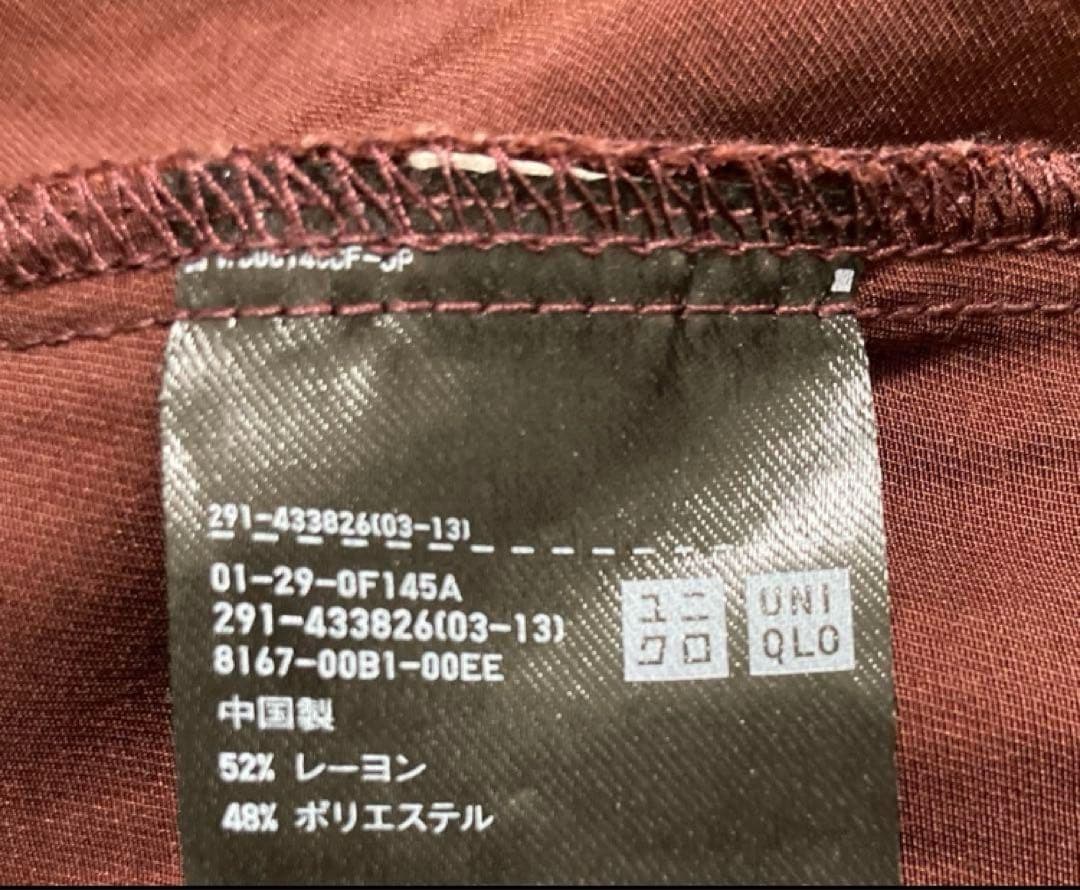 291-433826(03-13)
01-29-0F145A
291-433826(03-13)
8167-00B1-00EE
中国製
52% レーヨン
48% ポリエステル
ユニ
クロ
UNI
QLO